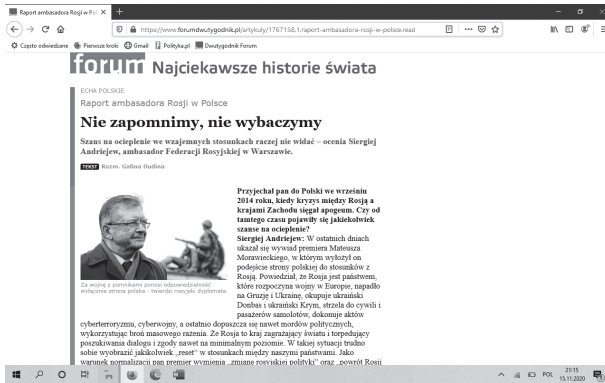 Raport ambasadora Rosji w Pol
https://www.forumdwutygodnik.pl/artykuly/1767158,1.raport-ambasadora-rosji-w-polsce.read
Często odwiedzane Pierwsze kroki Gmail Polityka.pl Dwutygodnik Forum
forum Najciekawsze historie świata
ECHA POLSKIE
Raport ambasadora Rosji w Polsce
Nie zapomnimy, nie wybaczymy
Szans na ocieplenie we wzajemnych stosunkach raczej nie widać – ocenia Siergiej
Andriejew, ambasador Federacji Rosyjskiej w Warszawie.
TEKST Rozm. Galina Dudina
Przyjechał pan do Polski we wrześniu
2014 roku, kiedy kryzys między Rosją a
krajami Zachodu sięgał apogeum. Czy od
tamtego czasu pojawiły się jakiekolwiek
szanse na ocieplenie?
Siergiej Andriejew: W ostatnich dniach
ukazał się wywiad premiera Mateusza
Morawieckiego, w którym wyłożył on
podejście strony polskiej do stosunków z
Rosją. Powiedział, że Rosja jest państwem,
które rozpoczyna wojny w Europie, napadło
na Gruzję i Ukrainę, okupuje ukraiński
Donbas i ukraiński Krym, strzela do cywili i
pasażerów samolotów, dokonuje aktów
Za wojnę z pomnikami ponosi odpowiedzialność
wyłącznie strona polska – twierdzi rosyjski dyplomata.
cyberterroryzmu, cyberwojny, a ostatnio dopuszcza się nawet mordów politycznych,
wykorzystując broń masowego rażenia. Że Rosja to kraj zagrażający światu i torpedujący
poszukiwania dialogu i zgody nawet na minimalnym poziomie. W takiej sytuacji trudno
sobie wyobrazić jakikolwiek „reset” w stosunkach między naszymi państwami. Jako
warunek normalizacji pan premier wymienia „zmianę rosyjskiej polityki” oraz „powrót Rosji
POL
21:15
15.11.2020